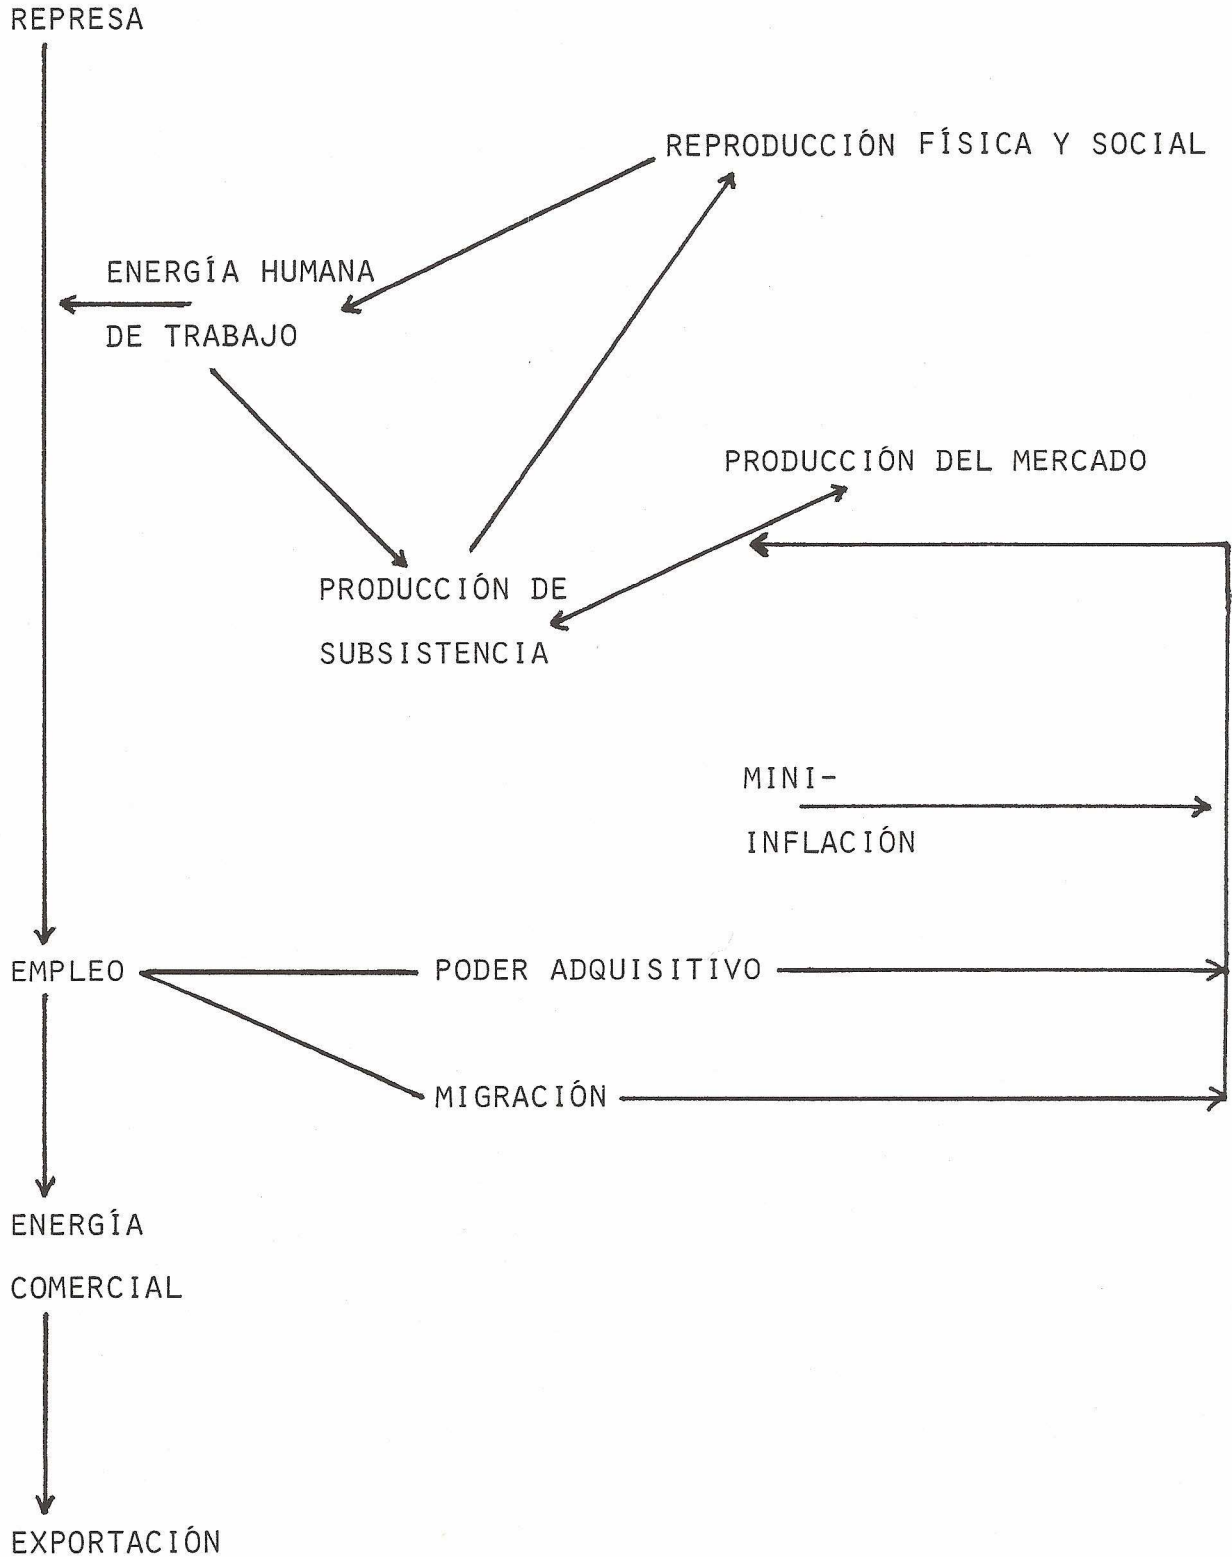 REPRESA
REPRODUCCIÓN FÍSICA Y SOCIAL
ENERGÍA HUMANA
DE TRABAJO
PRODUCCIÓN DEL MERCADO
PRODUCCIÓN DE
SUBSISTENCIA
MINI-
INFLACIÓN
EMPLEO
PODER ADQUISITIVO
MIGRACIÓN
ENERGÍA
COMERCIAL
EXPORTACIÓN